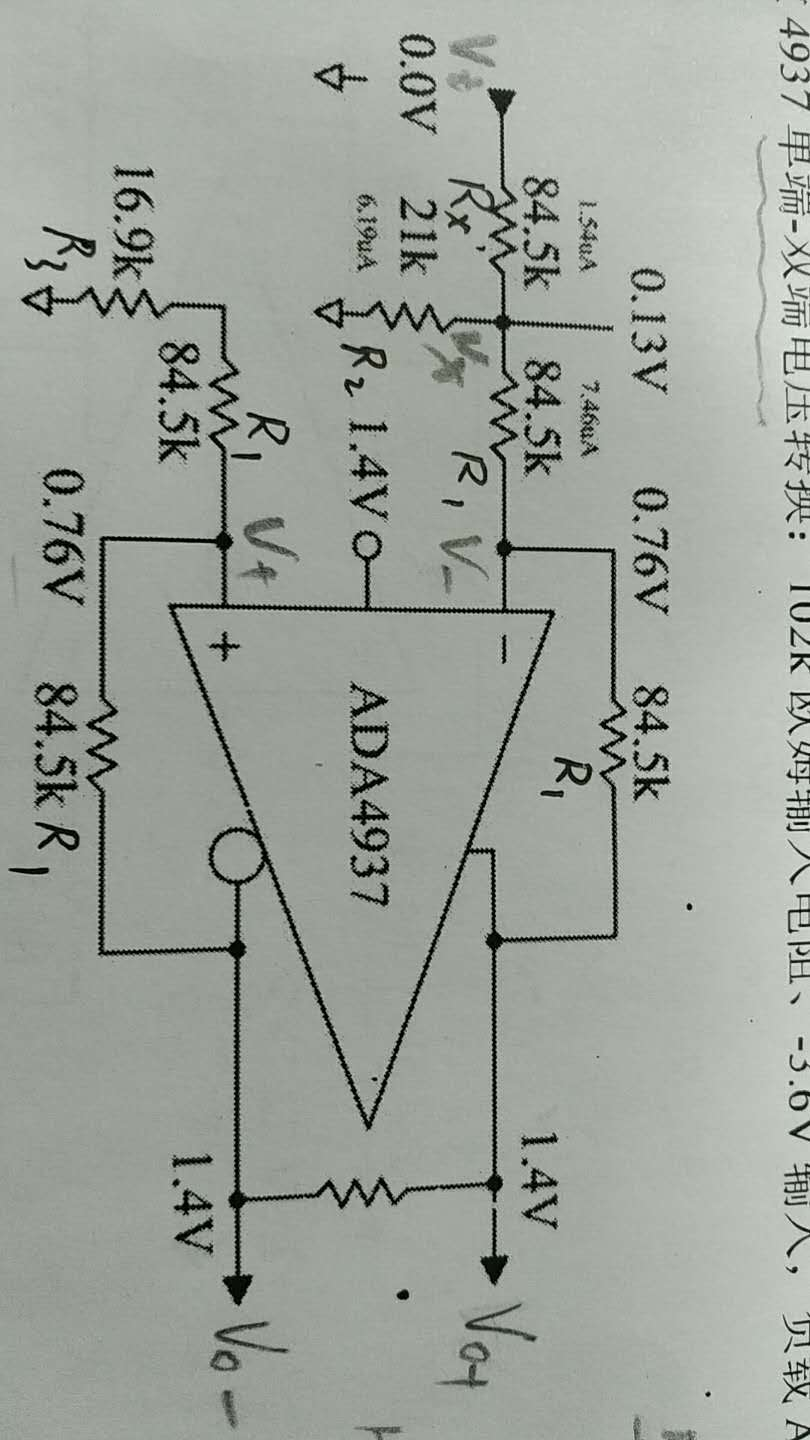 4937 单端-双端电压转换: 102k 欧姆输入电阻、-3.6V 输入,
0.13V
0.76V
1.54uA
7.46uA
84.5k
84.5k
84.5k
R1
Rx
R1
V-
Vx
0.0V
21k
6.19uA
R2
1.4V
ADA4937
1.4V
Vo+
R1
V+
84.5k
16.9k
R3
0.76V
84.5k R1
1.4V
Vo-